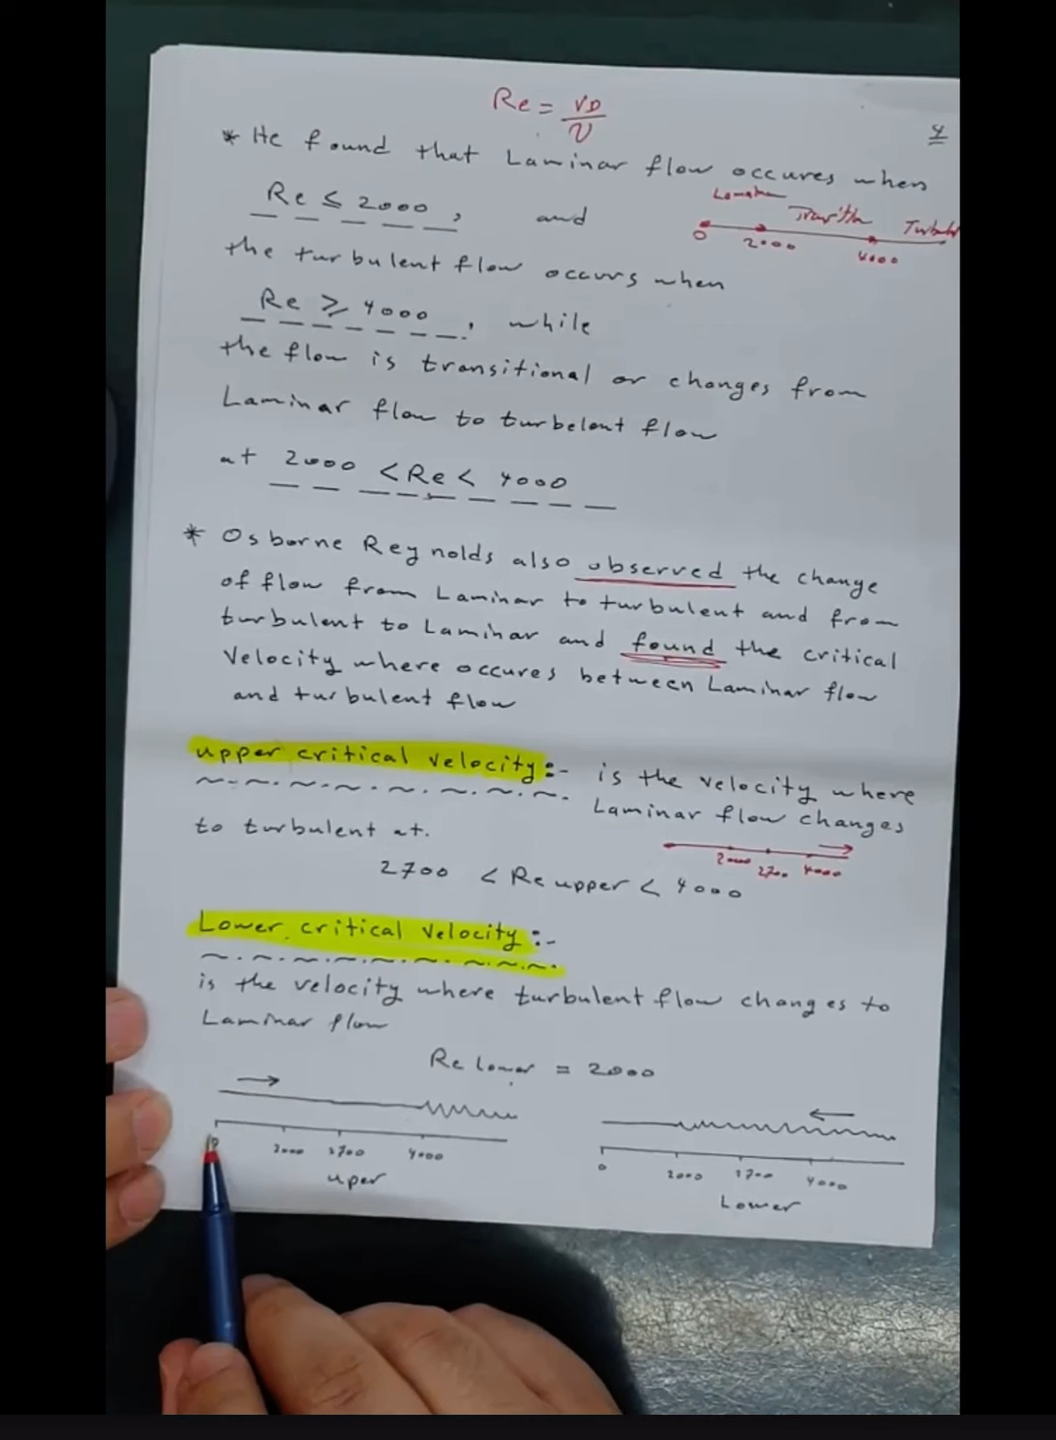 Re = VD/ν
4
* He found that Laminar flow occures when
Re ≤ 2000, and
Laminar
Turbulent
0 2000 4000
the turbulent flow occurs when
Re ≥ 4000, while
the flow is transitional or changes from
Laminar flow to turbelent flow
at 2000 < Re < 4000
* Osborne Reynolds also observed the change
of flow from Laminar to turbulent and from
turbulent to Laminar and found the critical
Velocity where occures between Laminar flow
and turbulent flow
upper critical velocity:- is the velocity where
Laminar flow changes
to turbulent at.
2000 2700 4000
2700 < Re upper < 4000
Lower critical velocity:-
is the velocity where turbulent flow changes to
Laminar flow
Re lower = 2000
0 2000 2700 4000
uper
0 2000 2700 4000
Lower